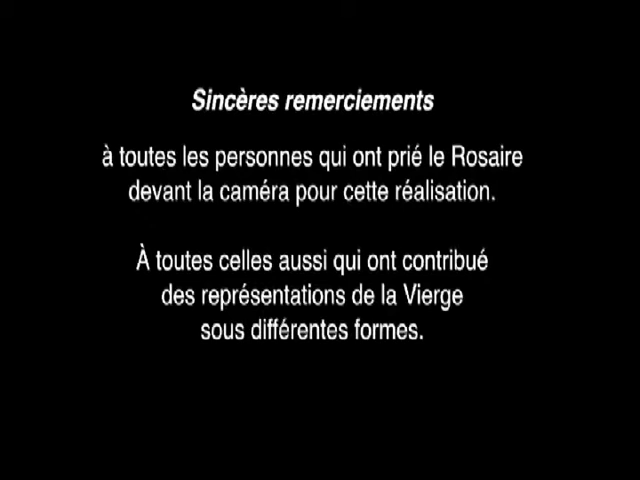 Sincères remerciements
à toutes les personnes qui ont prié le Rosaire
devant la caméra pour cette réalisation.
À toutes celles aussi qui ont contribué
des représentations de la Vierge
sous différentes formes.